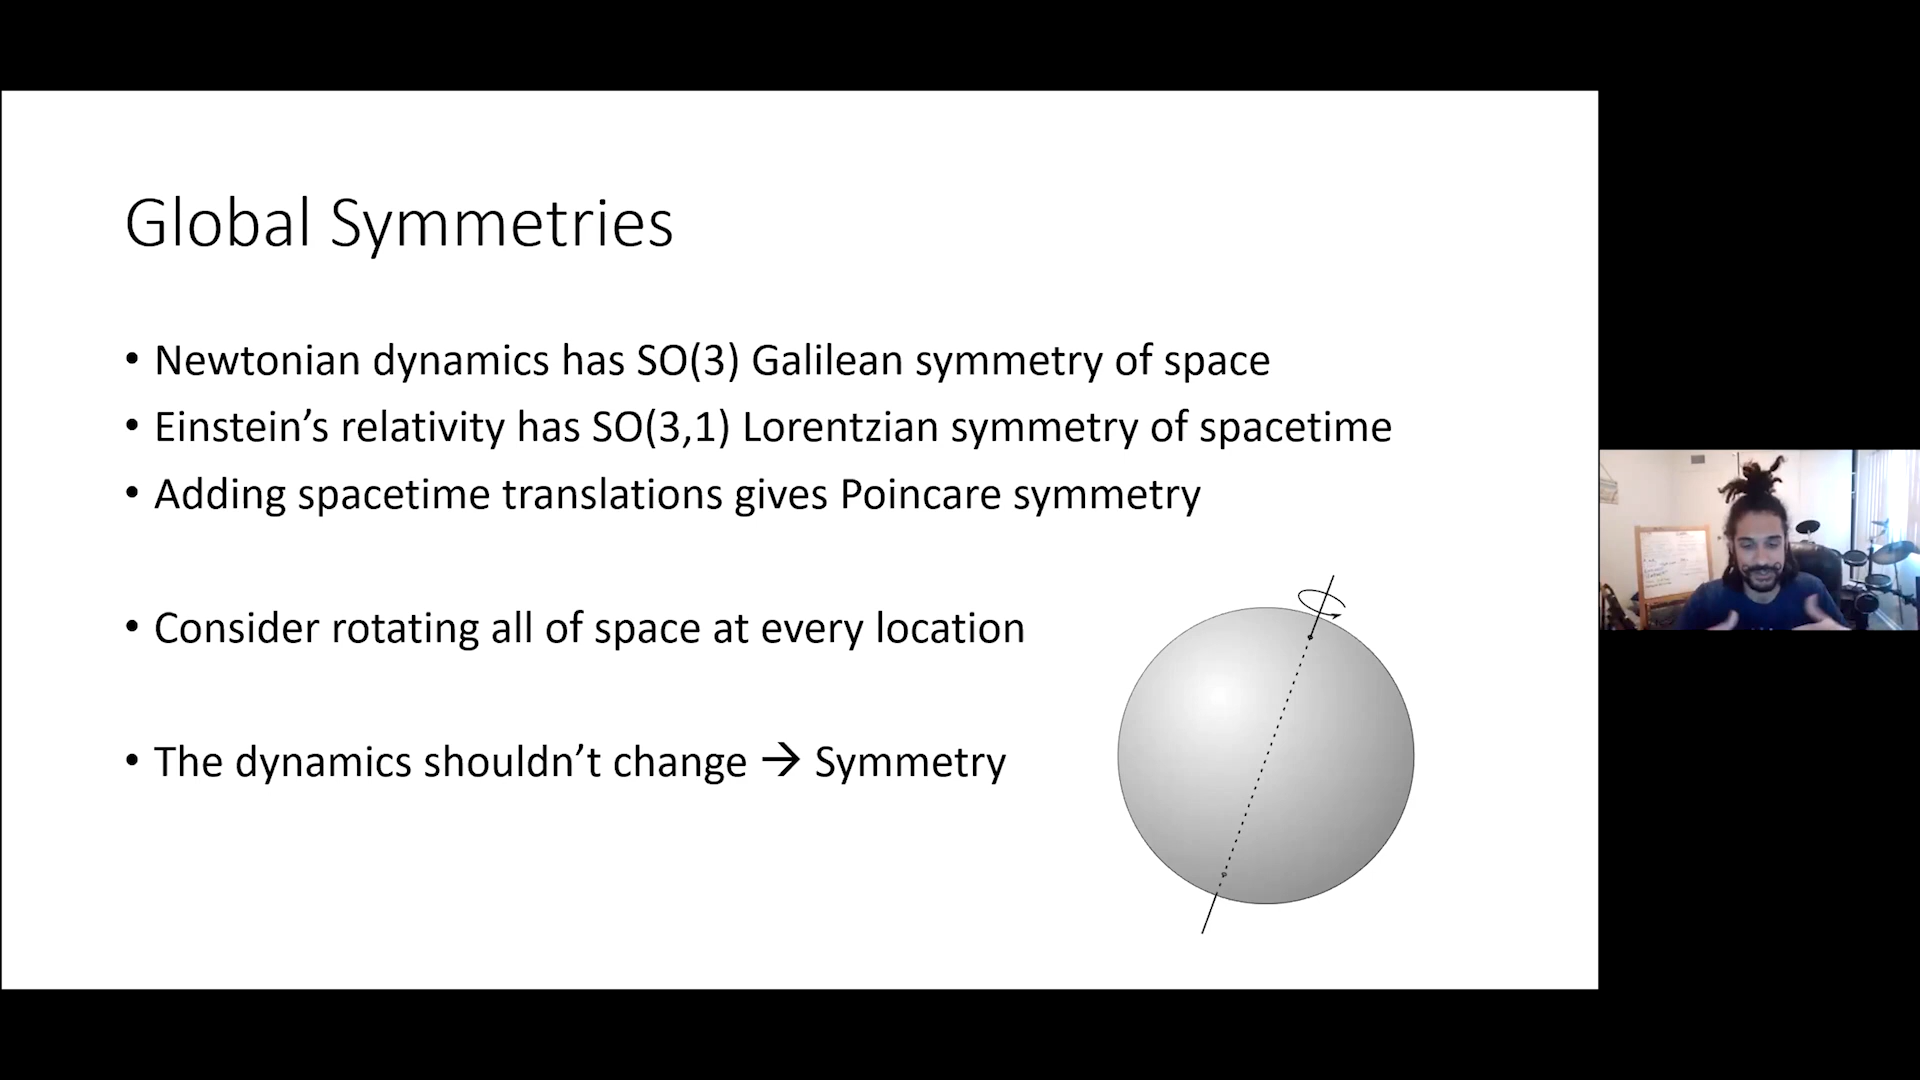 Global Symmetries
• Newtonian dynamics has SO(3) Galilean symmetry of space
• Einstein’s relativity has SO(3,1) Lorentzian symmetry of spacetime
• Adding spacetime translations gives Poincare symmetry
• Consider rotating all of space at every location
• The dynamics shouldn’t change → Symmetry